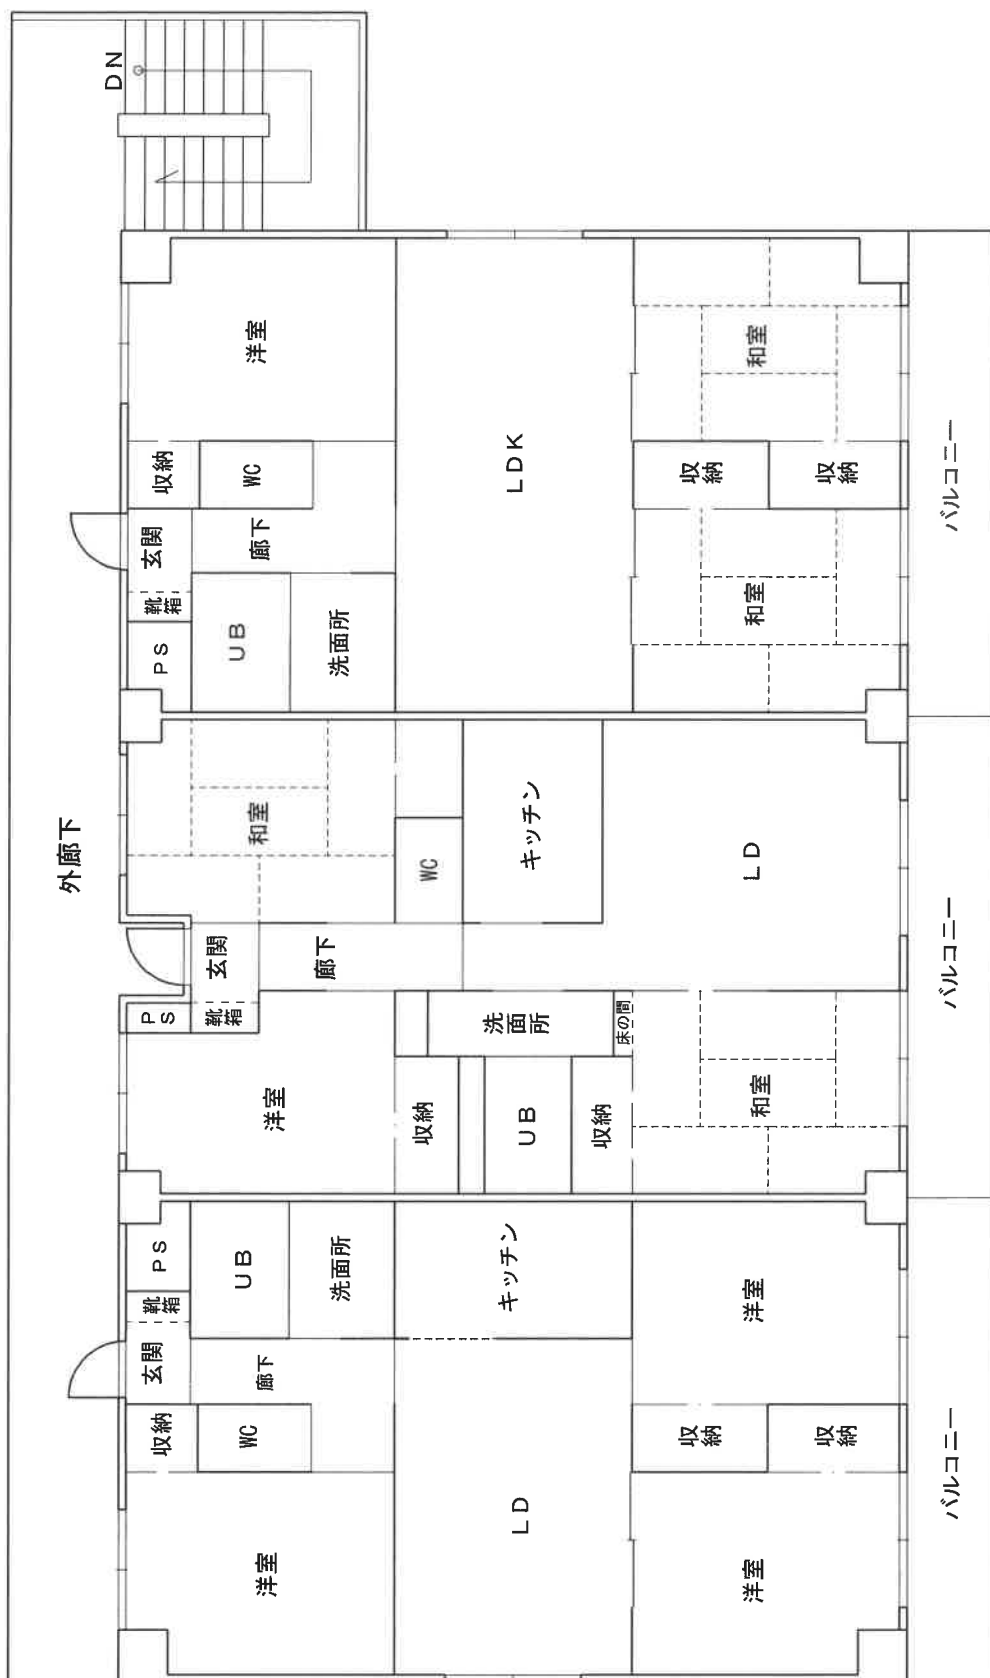 DN
外廊下
洋室
収納
WC
玄関
廊下
靴箱
PS
UB
洗面所
LDK
和室
収納
収納
和室
バルコニー
和室
WC
キッチン
LD
玄関
廊下
PS
靴箱
洗面所
床の間
洋室
収納
UB
収納
和室
バルコニー
PS
UB
洗面所
キッチン
靴箱
玄関
廊下
収納
WC
洋室
LD
洋室
収納
収納
洋室
バルコニー